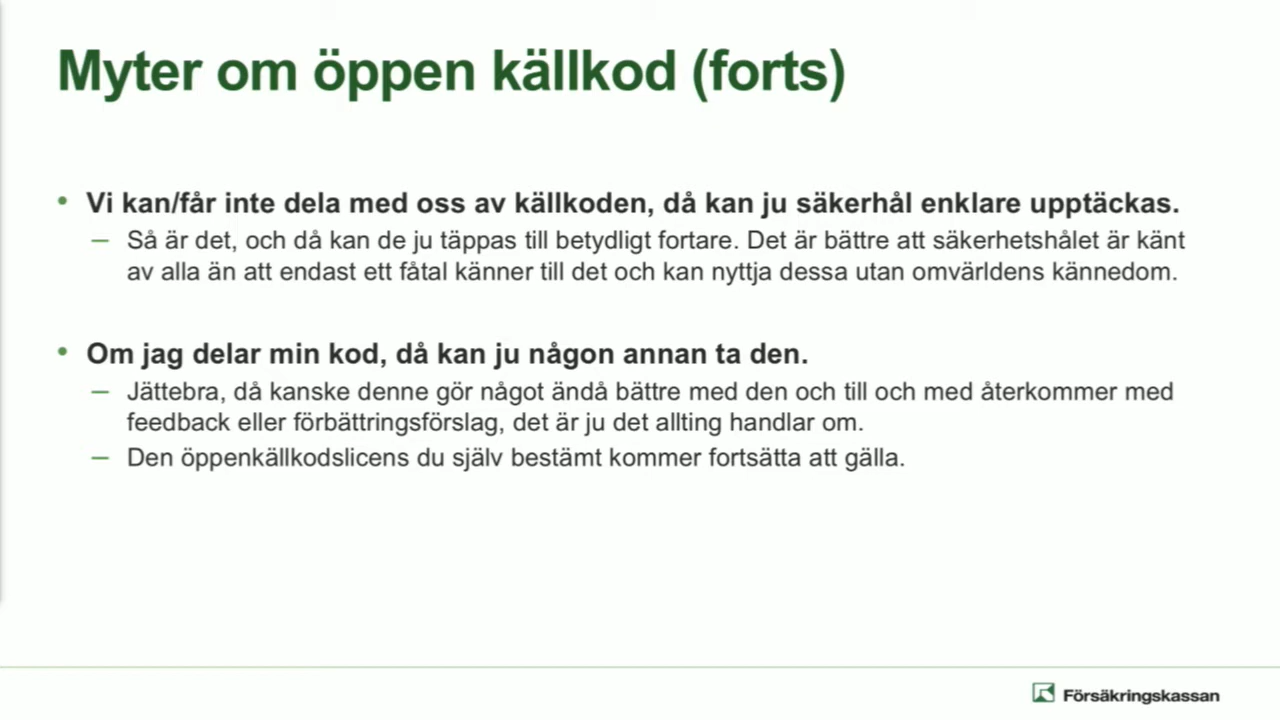 Myter om öppen källkod (forts)
• Vi kan/får inte dela med oss av källkoden, då kan ju säkerhål enklare upptäckas.
– Så är det, och då kan de ju täppas till betydligt fortare. Det är bättre att säkerhetshålet är känt
av alla än att endast ett fåtal känner till det och kan nyttja dessa utan omvärldens kännedom.
• Om jag delar min kod, då kan ju någon annan ta den.
– Jättebra, då kanske denne gör något ändå bättre med den och till och med återkommer med
feedback eller förbättringsförslag, det är ju det allting handlar om.
– Den öppenkällkodslicens du själv bestämt kommer fortsätta att gälla.
Försäkringskassan